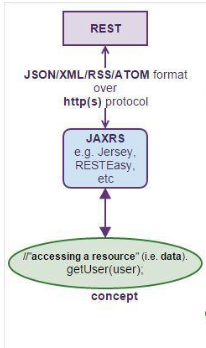 REST
JSON/XML/RSS/ATOM format
over
http(s) protocol
JAXRS
e.g. Jersey,
RESTEasy,
etc
//"accessing a resource" (i.e. data).
getUser(user);
concept